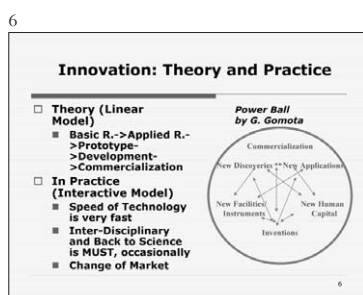 6
Innovation: Theory and Practice
Theory (Linear
Model)
Basic R.->Applied R.-
>Prototype-
>Development-
>Commercialization
In Practice
(Interactive Model)
Speed of Technology
is very fast
Inter-Disciplinary
and Back to Science
is MUST, occasionally
Change of Market
Power Ball
by G. Gomota
Commercialization
New Discoveries New Applications
New Facilities/ New Human
Instruments Capital
Inventions
6